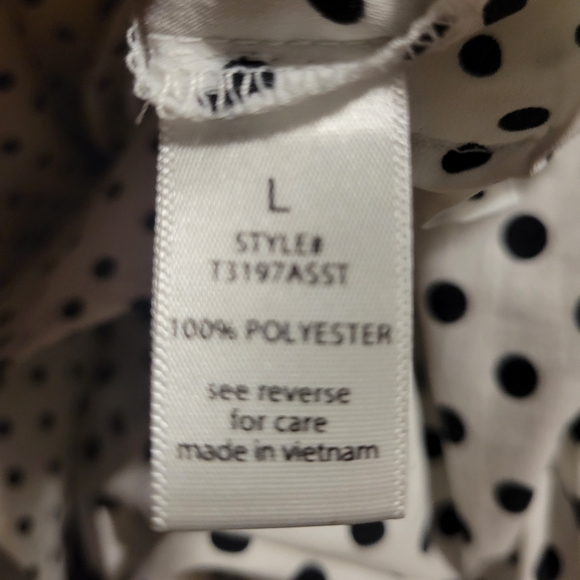 L
STYLE#
T3197ASST
100% POLYESTER
see reverse
for care
made in vietnam